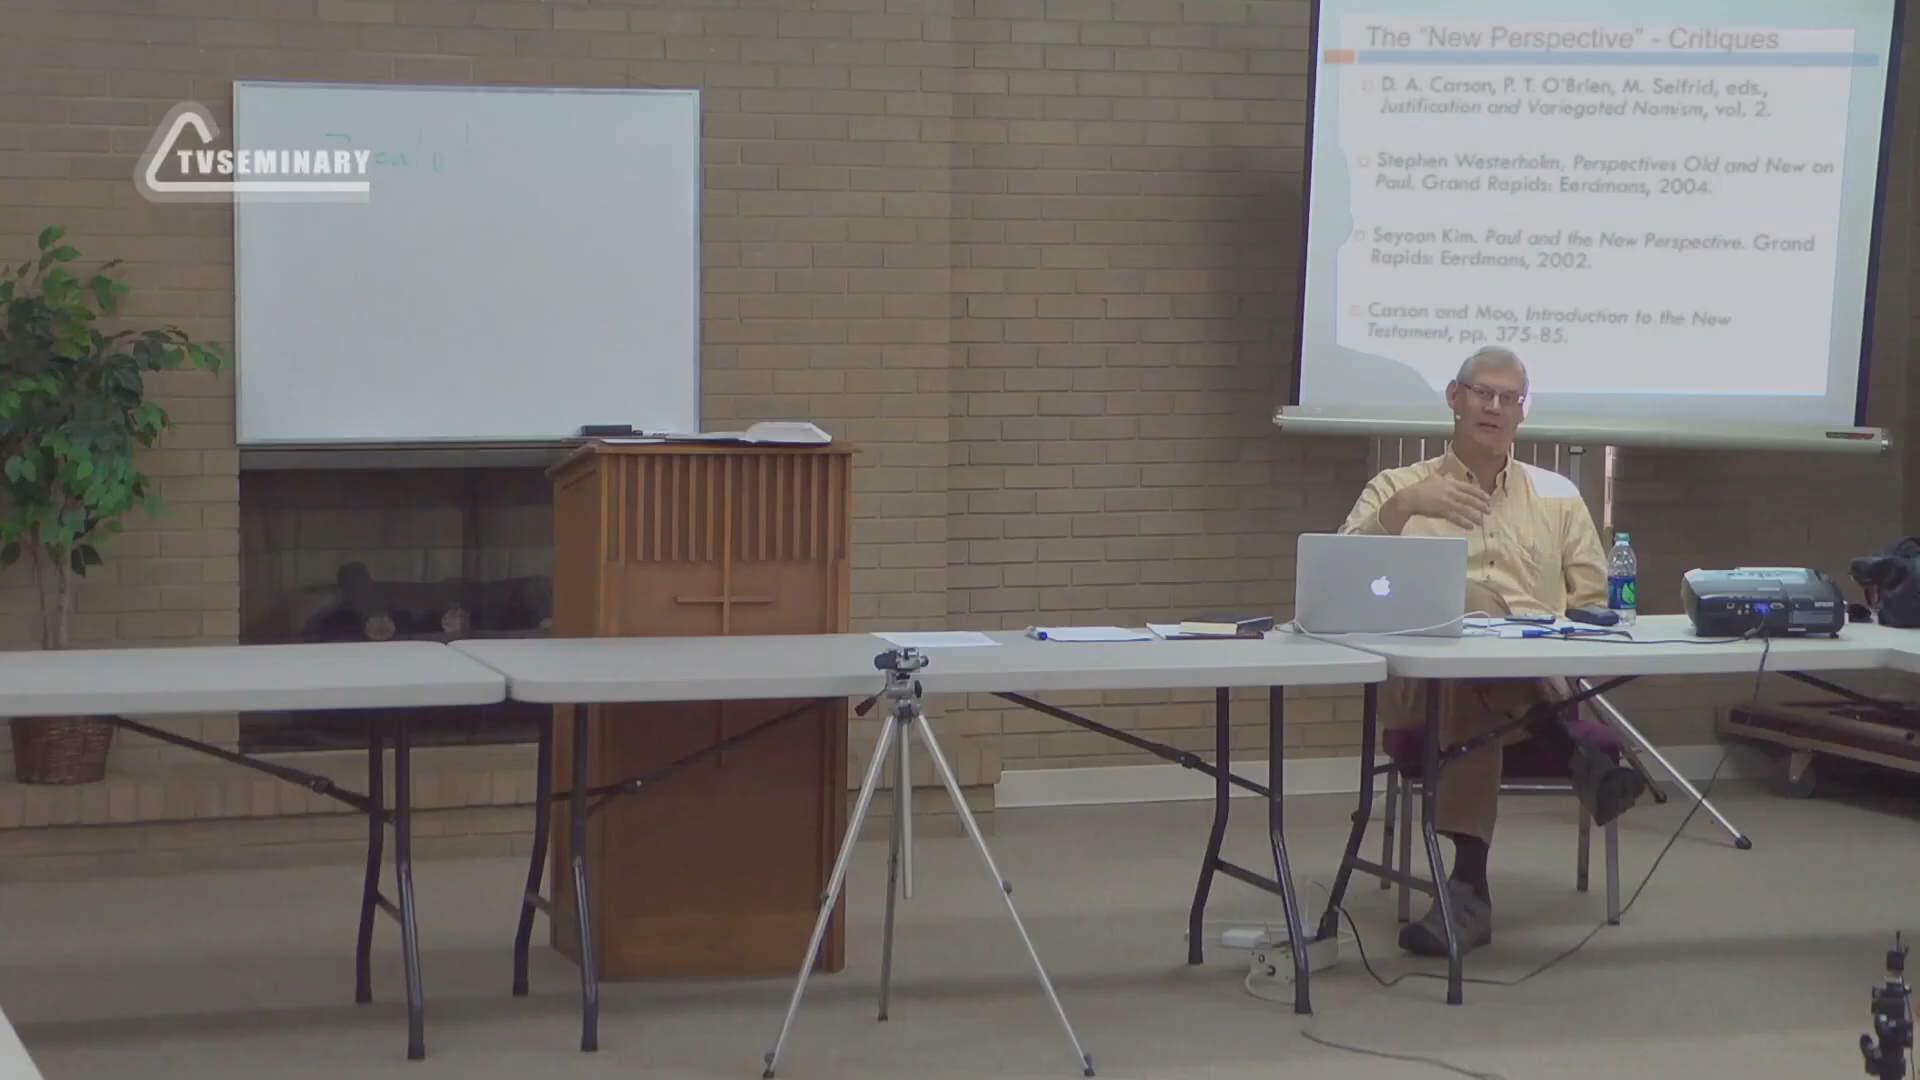 TVSEMINARY
The "New Perspective" - Critiques
D. A. Carson, P. T. O'Brien, M. Seifrid, eds.,
Justification and Variegated Nomism, vol. 2.
Stephen Westerholm, Perspectives Old and New on
Paul. Grand Rapids: Eerdmans, 2004.
Seyoon Kim. Paul and the New Perspective. Grand
Rapids: Eerdmans, 2002.
Carson and Moo, Introduction to the New
Testament, pp. 375-85.